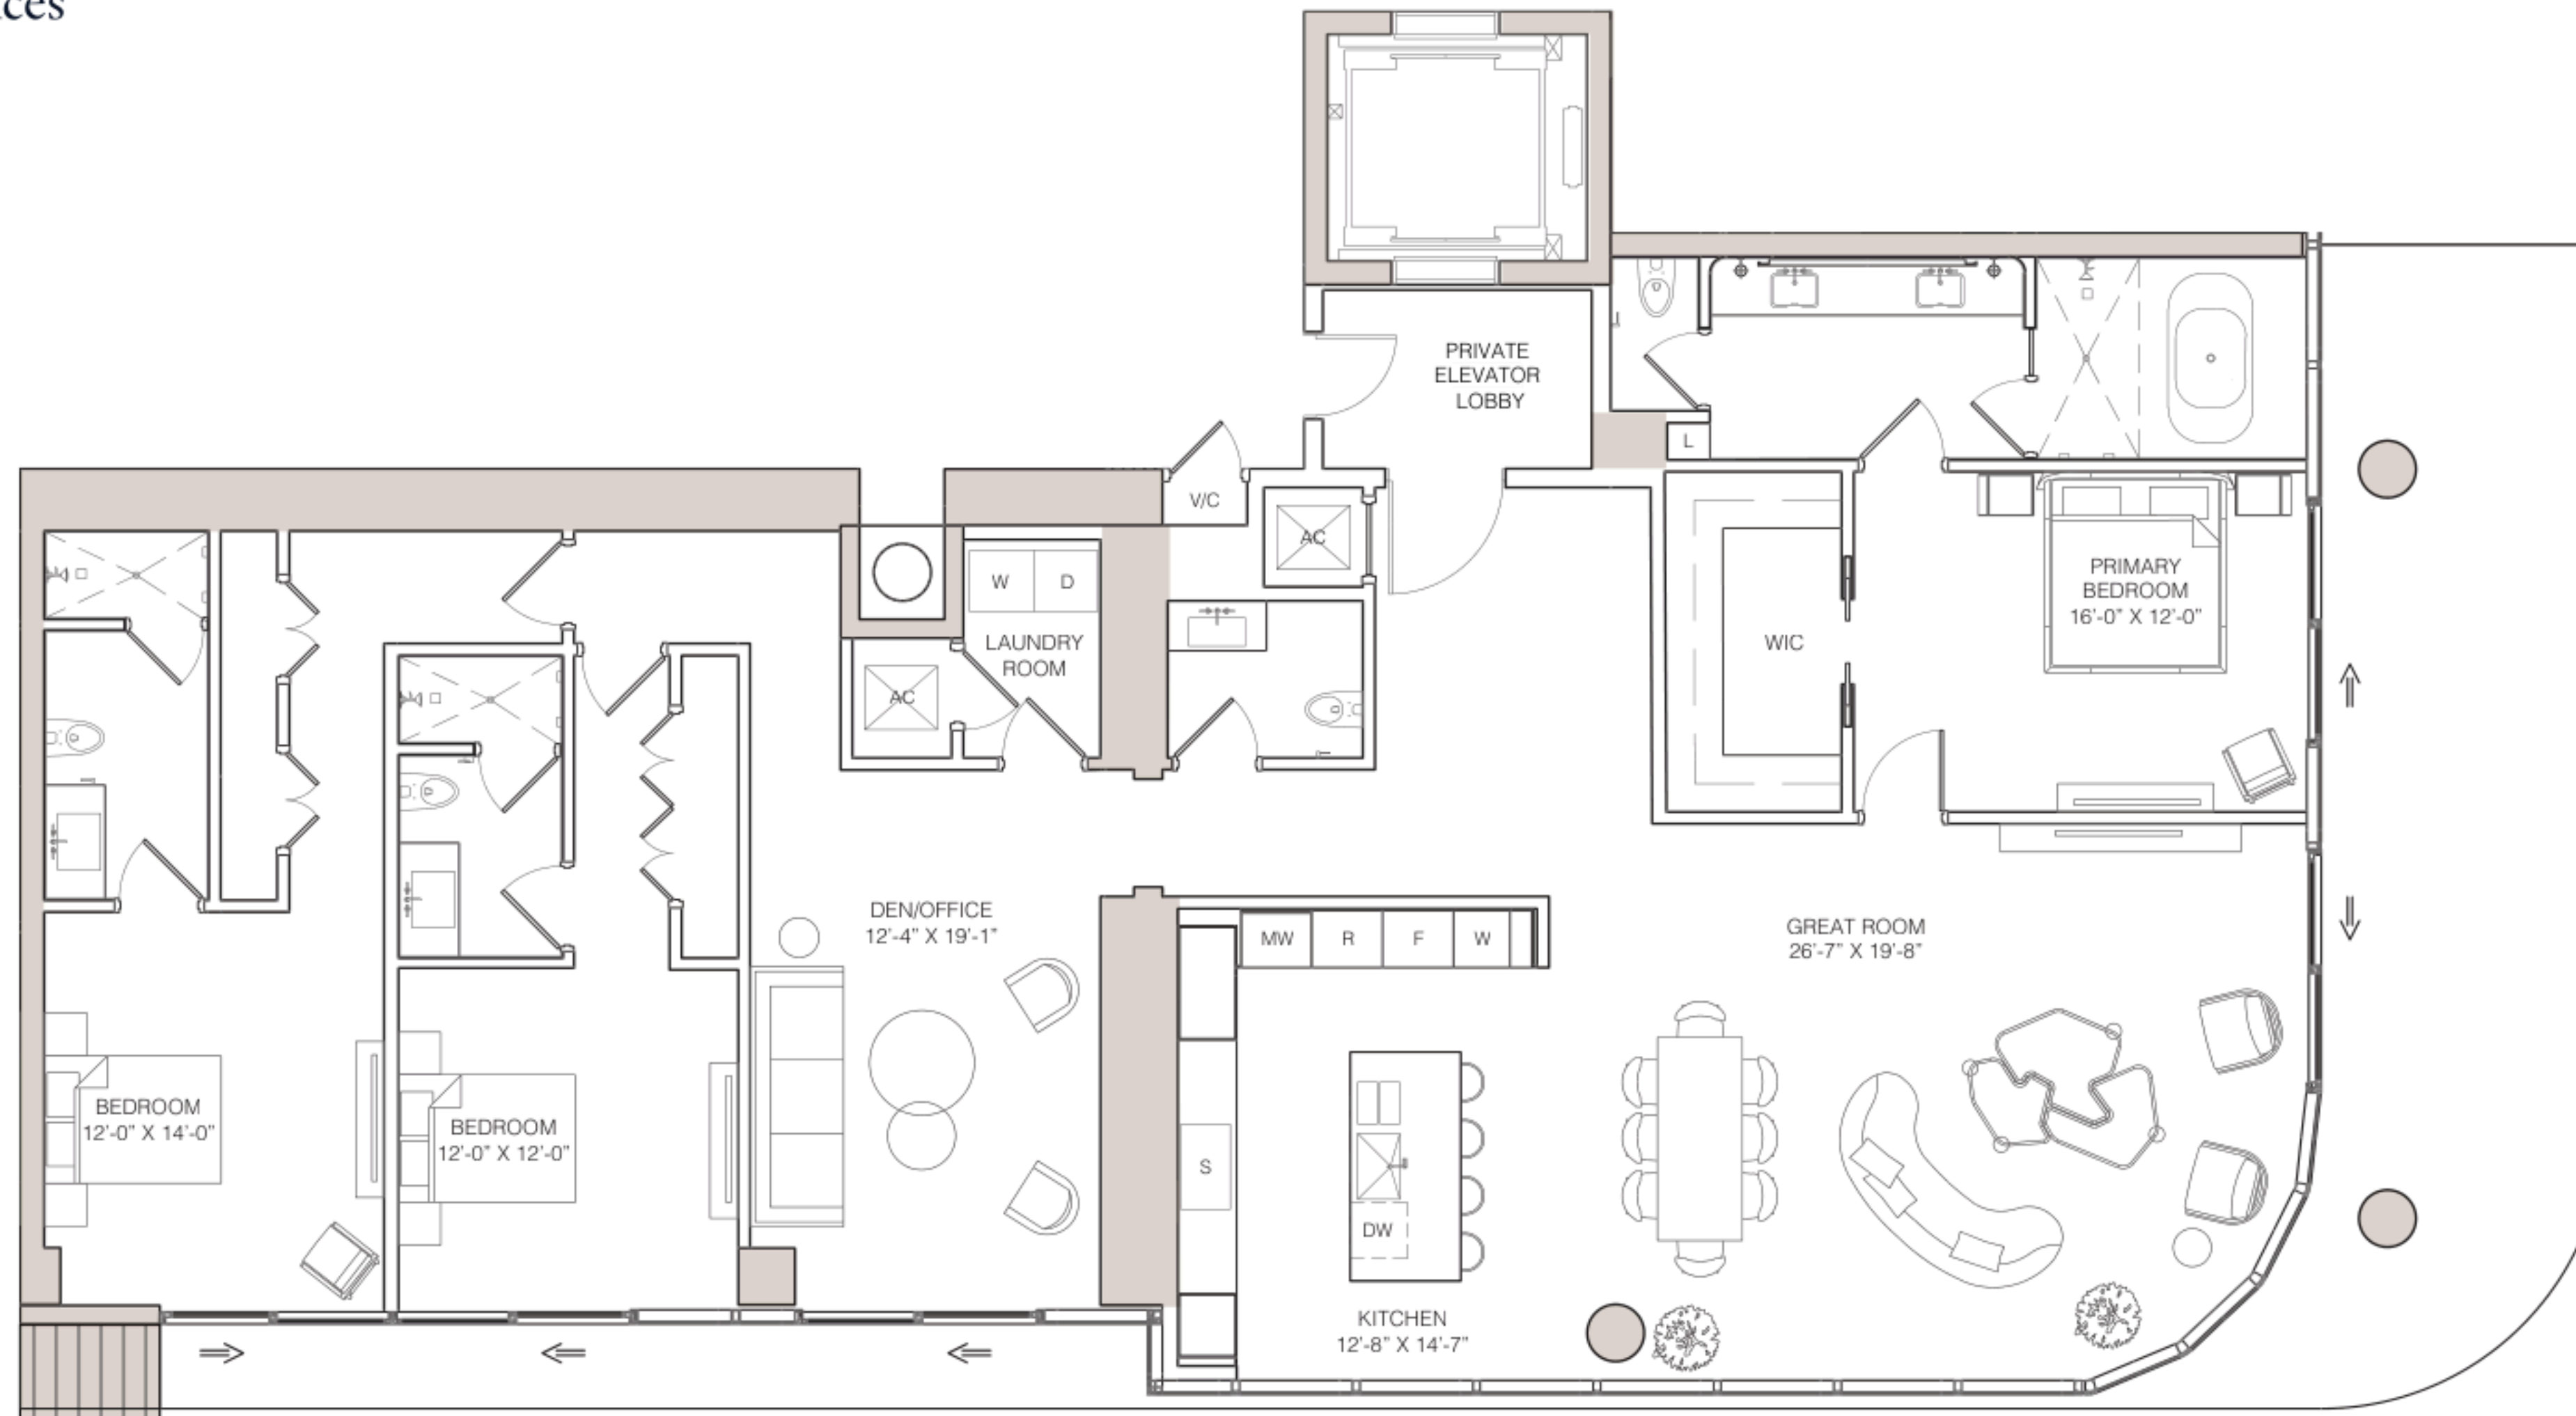 PRIVATE
ELEVATOR
LOBBY
L
V/C
AC
W D
LAUNDRY
ROOM
AC
WIC
PRIMARY
BEDROOM
16'-0" X 12'-0"
DEN/OFFICE
12'-4" X 19'-1"
MW R F W
GREAT ROOM
26'-7" X 19'-8"
BEDROOM
12'-0" X 14'-0"
BEDROOM
12'-0" X 12'-0"
S
DW
KITCHEN
12'-8" X 14'-7"